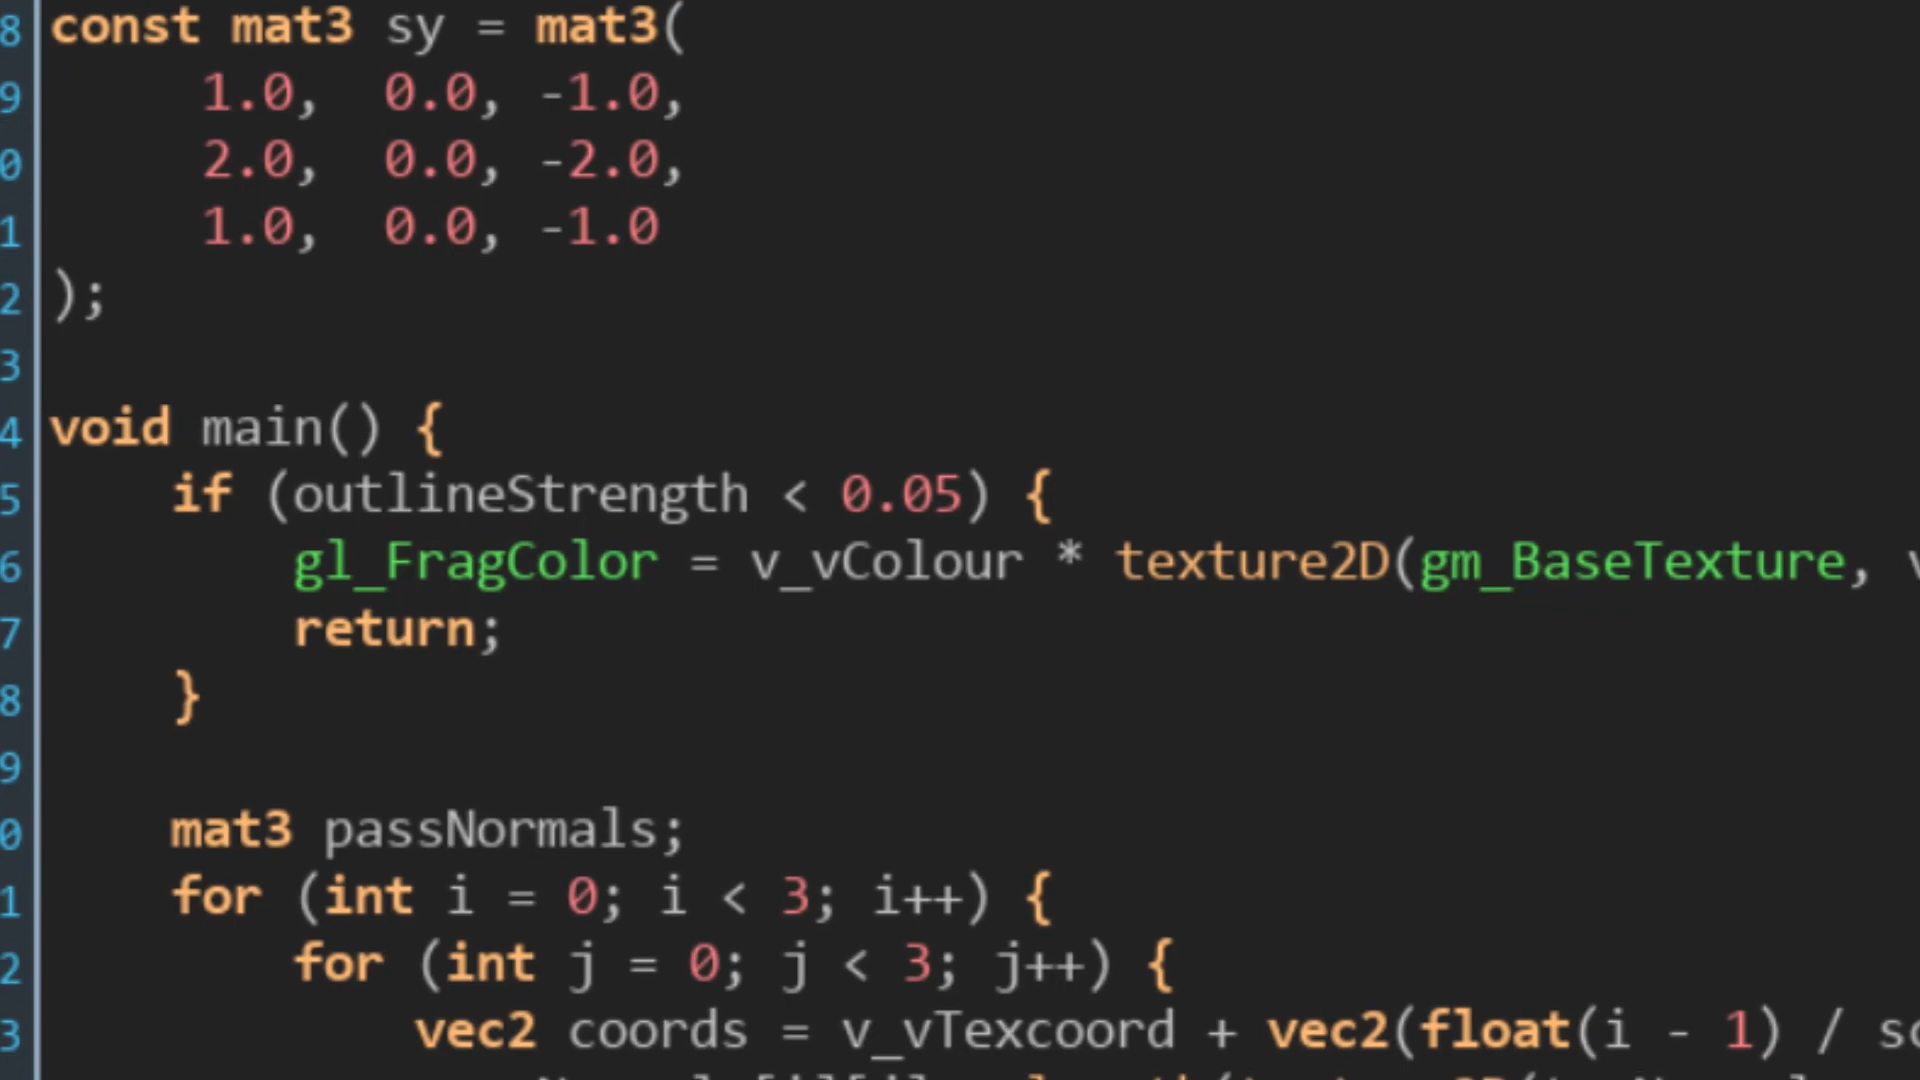 8 const mat3 sy = mat3(
9 1.0, 0.0, -1.0,
0 2.0, 0.0, -2.0,
1 1.0, 0.0, -1.0
2 );
3
4 void main() {
5 if (outlineStrength < 0.05) {
6 gl_FragColor = v_vColour * texture2D(gm_BaseTexture, v
7 return;
8 }
9
0 mat3 passNormals;
1 for (int i = 0; i < 3; i++) {
2 for (int j = 0; j < 3; j++) {
3 vec2 coords = v_vTexcoord + vec2(float(i - 1) / sc